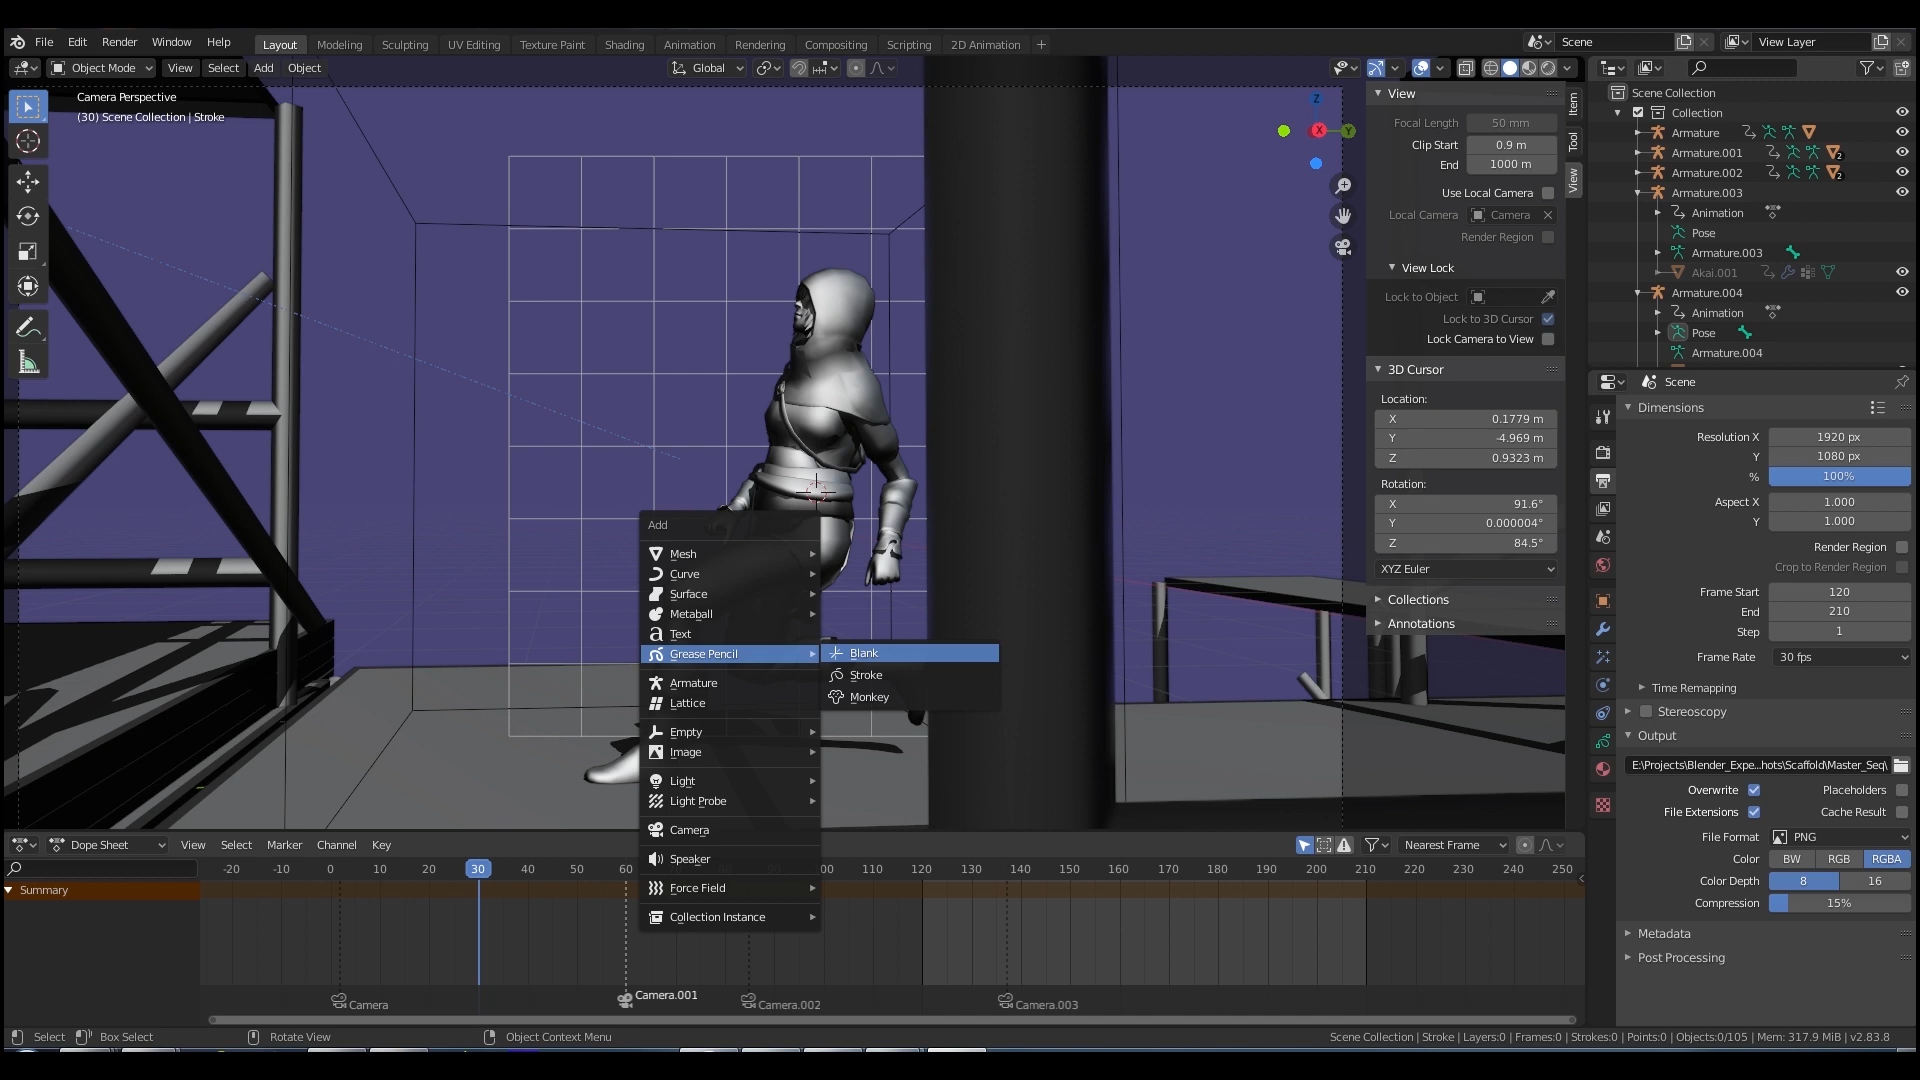 File Edit Render Window Help
Layout Modeling Sculpting UV Editing Texture Paint Shading Animation Rendering Compositing Scripting 2D Animation +
Scene
View Layer
Object Mode View Select Add Object
Global
Camera Perspective
(30) Scene Collection | Stroke
Z
X
Y
View
Focal Length 50 mm
Clip Start 0.9 m
End 1000 m
Use Local Camera
Local Camera Camera
Render Region
View Lock
Lock to Object
Lock to 3D Cursor
Lock Camera to View
3D Cursor
Location:
X 0.1779 m
Y -4.969 m
Z 0.9323 m
Rotation:
X 91.6°
Y 0.000004°
Z 84.5°
XYZ Euler
Collections
Annotations
Item
Tool
View
Scene Collection
Collection
Armature
Armature.001 2
Armature.002 2
Armature.003
Animation
Pose
Armature.003
Akai.001
Armature.004
Animation
Pose
Armature.004
Scene
Dimensions
Resolution X 1920 px
Y 1080 px
% 100%
Aspect X 1.000
Y 1.000
Render Region
Crop to Render Region
Frame Start 120
End 210
Step 1
Frame Rate 30 fps
Time Remapping
Stereoscopy
Output
E:\Projects\Blender_Expe...hots\Scaffold\Master_Seq\
Overwrite Placeholders
File Extensions Cache Result
File Format PNG
Color BW RGB RGBA
Color Depth 8 16
Compression 15%
Metadata
Post Processing
Add
Mesh
Curve
Surface
Metaball
Text
Grease Pencil
Armature
Lattice
Empty
Image
Light
Light Probe
Camera
Speaker
Force Field
Collection Instance
Blank
Stroke
Monkey
Dope Sheet View Select Marker Channel Key
Nearest Frame
-20 -10 0 10 20 30 40 50 60 100 110 120 130 140 150 160 170 180 190 200 210 220 230 240 250
Summary
Camera Camera.001 Camera.002 Camera.003
Select Box Select Rotate View Object Context Menu
Scene Collection | Stroke | Layers:0 | Frames:0 | Strokes:0 | Points:0 | Objects:0/105 | Mem: 317.9 MiB | v2.83.8